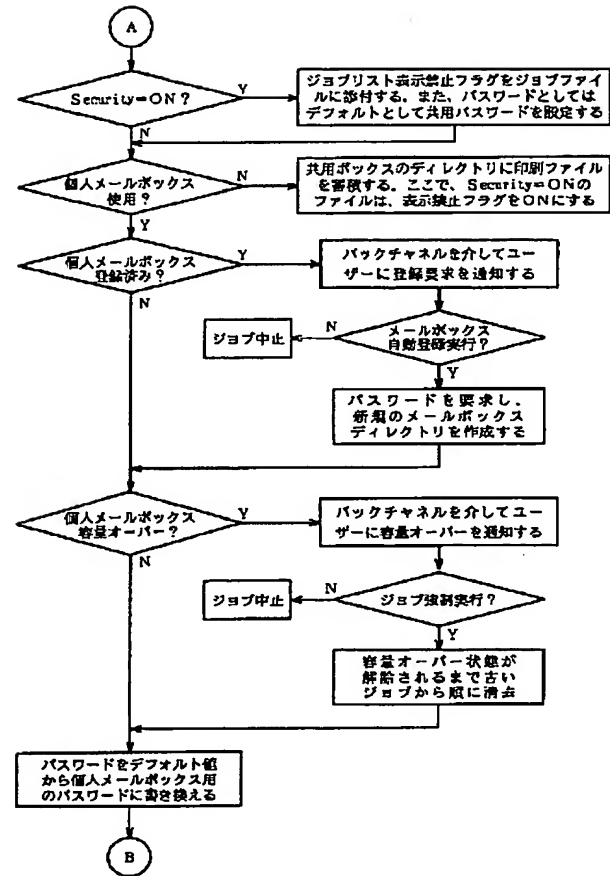 A
Security=ON?
Y
N
ジョブリスト表示禁止フラグをジョブファイ
ルに添付する。また、パスワードとしては
デフォルトとして共用パスワードを設定する
個人メールボックス
使用?
N
Y
共用ボックスのディレクトリに印刷ファイル
を蓄積する。ここで、Security=ONの
ファイルは、表示禁止フラグをONにする
個人メールボックス
登録済み?
Y
N
バックチャネルを介してユー
ザーに登録要求を通知する
メールボックス
自動登録実行?
N
Y
ジョブ中止
パスワードを要求し、
新規のメールボックス
ディレクトリを作成する
個人メールボックス
容量オーバー?
Y
N
バックチャネルを介してユー
ザーに容量オーバーを通知する
ジョブ強制実行?
N
Y
ジョブ中止
容量オーバー状態が
解除されるまで古い
ジョブから順に消去
パスワードをデフォルト値
から個人メールボックス用
のパスワードに書き換える
B